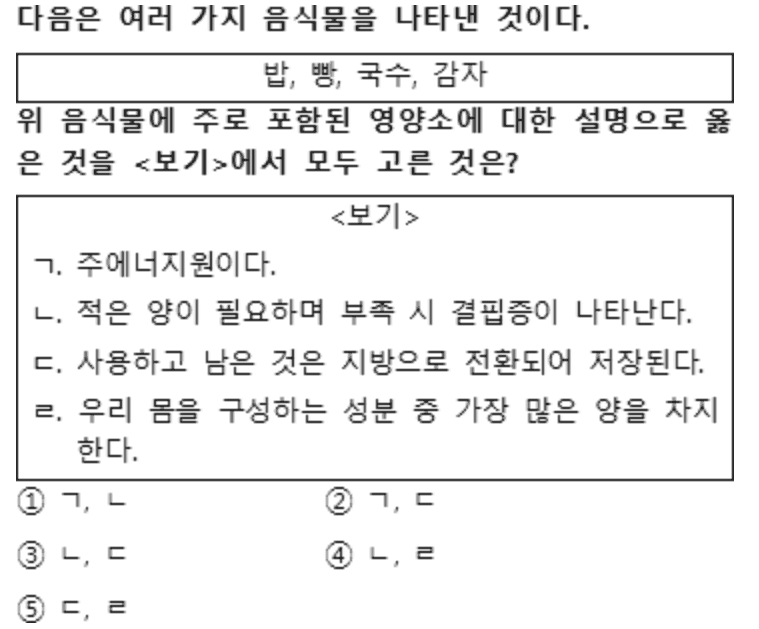 다음은 여러 가지 음식물을 나타낸 것이다.
밥, 빵, 국수, 감자
위 음식물에 주로 포함된 영양소에 대한 설명으로 옳
은 것을 <보기>에서 모두 고른 것은?
<보기>
ㄱ. 주에너지원이다.
ㄴ. 적은 양이 필요하며 부족 시 결핍증이 나타난다.
ㄷ. 사용하고 남은 것은 지방으로 전환되어 저장된다.
ㄹ. 우리 몸을 구성하는 성분 중 가장 많은 양을 차지
한다.
① ㄱ, ㄴ ② ㄱ, ㄷ
③ ㄴ, ㄷ ④ ㄴ, ㄹ
⑤ ㄷ, ㄹ